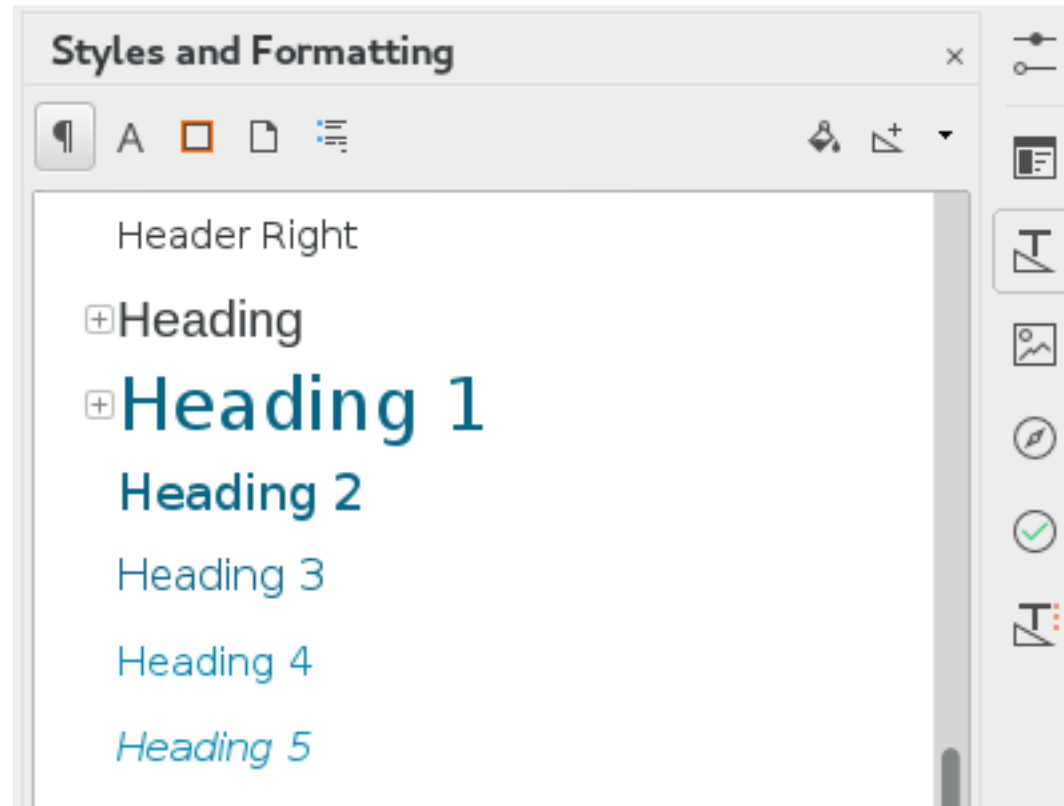 Styles and Formatting
Header Right
Heading
Heading 1
Heading 2
Heading 3
Heading 4
Heading 5